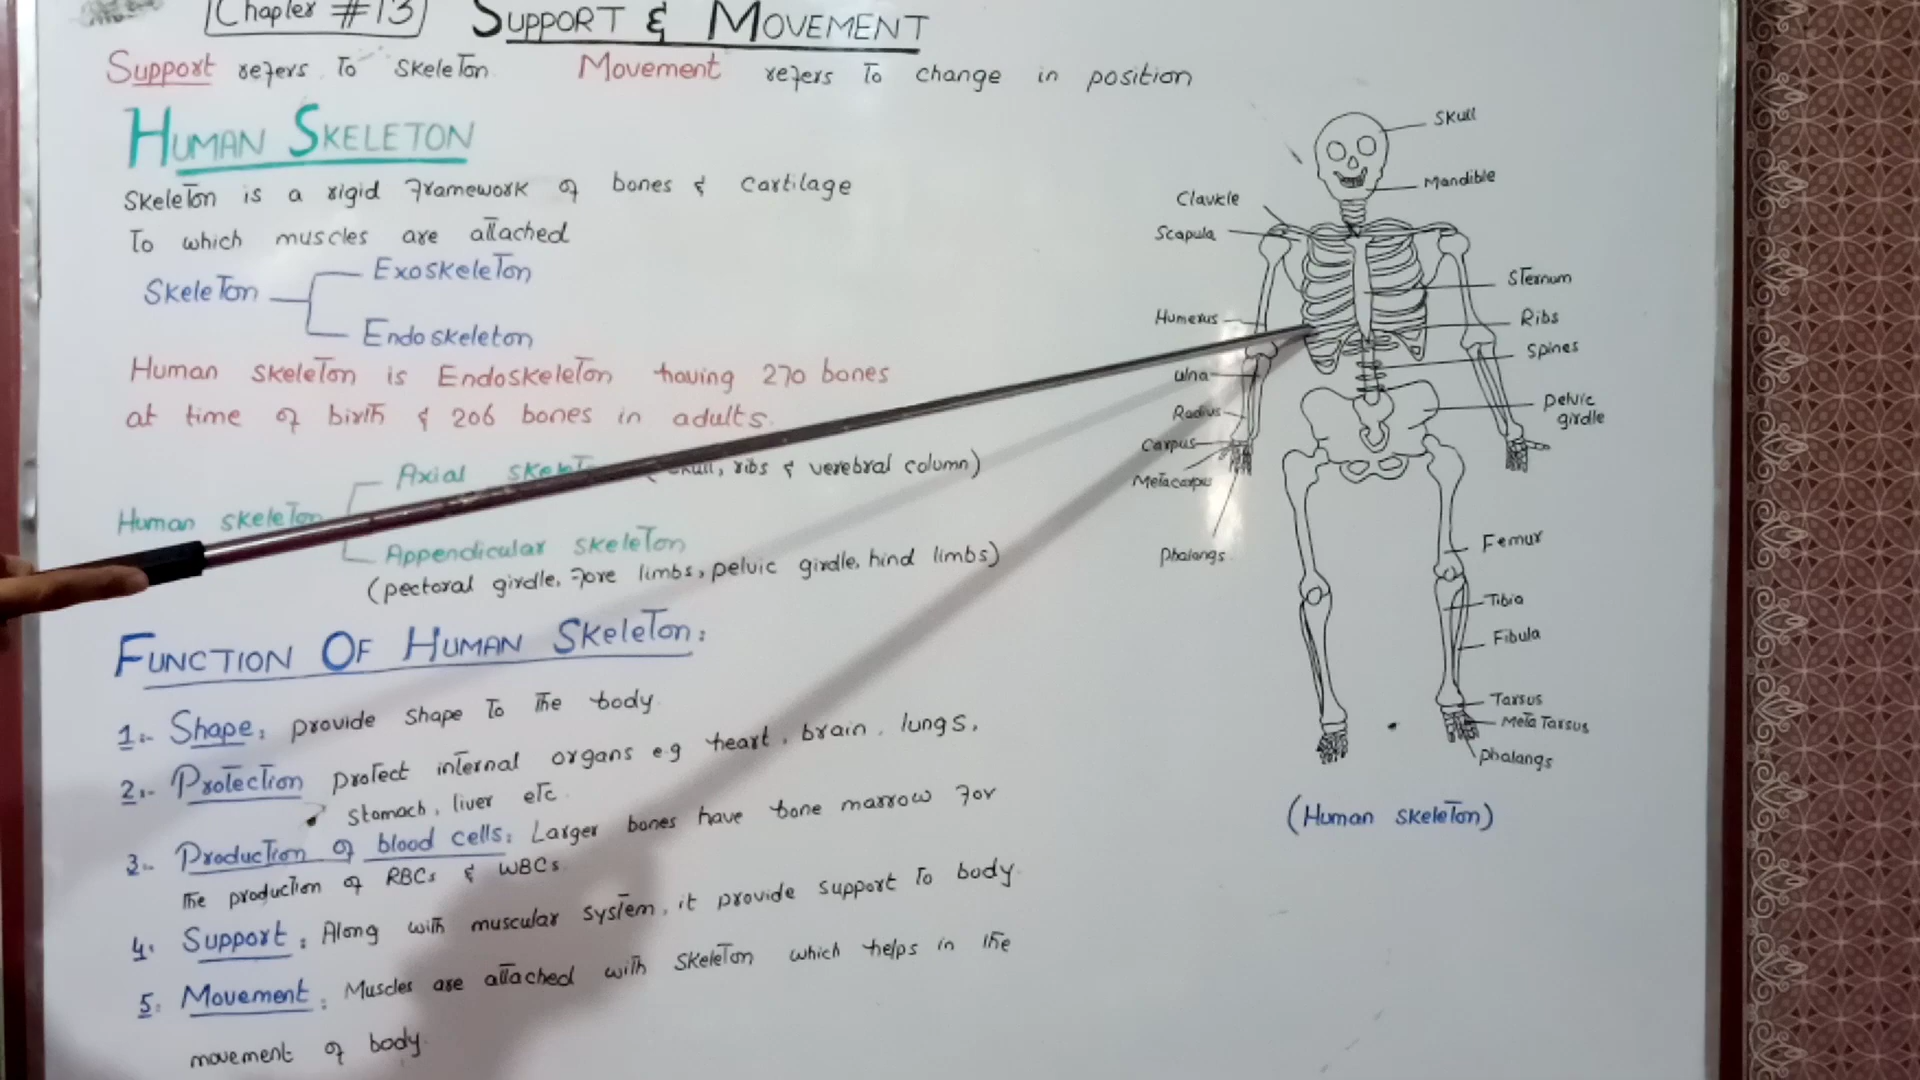 Chapter #13 SUPPORT & MOVEMENT
Support refers To Skeleton Movement refers To change in position
HUMAN SKELETON
Skeleton is a rigid framework of bones & cartilage
To which muscles are attached
Skeleton
Exoskeleton
Endoskeleton
Human skeleton is Endoskeleton having 270 bones
at time of birth & 206 bones in adults.
Axial ribs & verebral column)
Human skeleton
Appendicular skeleton
(pectoral girdle, fore limbs, pelvic girdle, hind limbs)
FUNCTION OF HUMAN SKELETON:
1:- Shape: provide shape To The body
2:- Protection protect internal organs e.g heart, brain, lungs,
stomach, liver etc
3:- Production of blood cells: Larger bones have bone marrow for
The production of RBCs & WBCs
4: Support: Along with muscular system, it provide support To body
5: Movement: Muscles are attached with skeleton which helps in the
movement of body
Skull
Mandible
Clavicle
Scapula
Sternum
Humerus
Ribs
Spines
Ulna
Radius
Pelvic
girdle
Carpus
Metacarpus
Phalangs
Femur
Tibia
Fibula
Tarsus
Meta Tarsus
Phalangs
(Human skeleton)